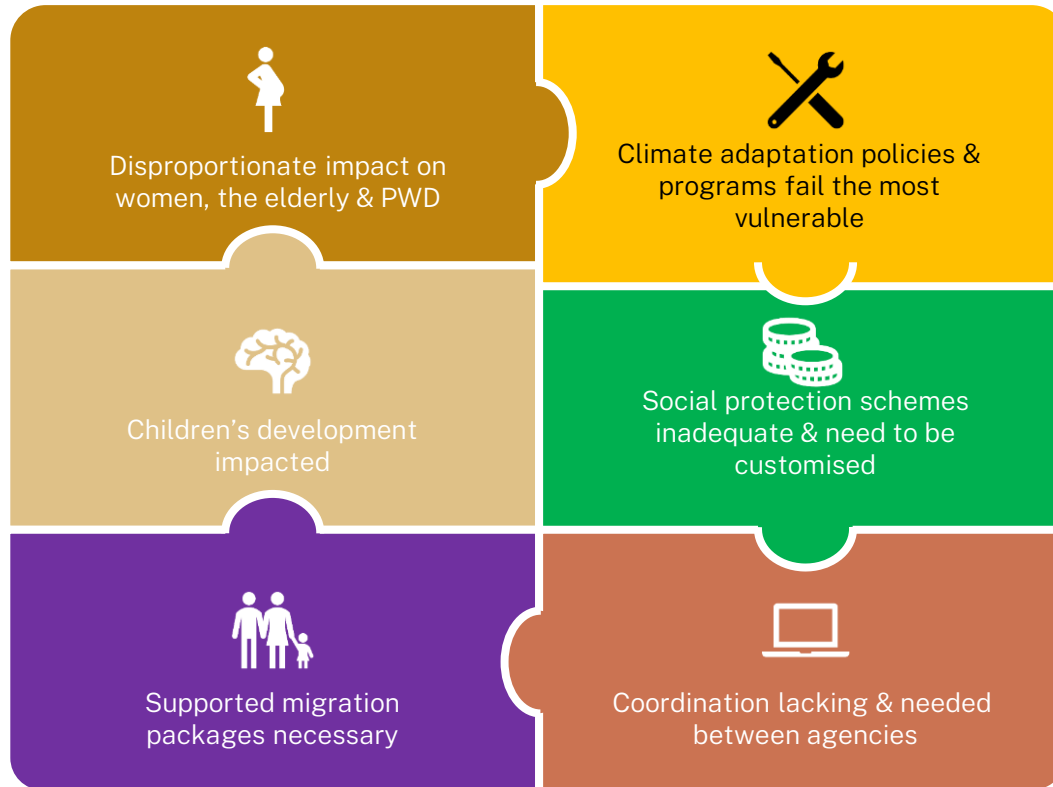 Disproportionate impact on
women, the elderly & PWD
Climate adaptation policies &
programs fail the most
vulnerable
Children’s development
impacted
Social protection schemes
inadequate & need to be
customised
Supported migration
packages necessary
Coordination lacking & needed
between agencies